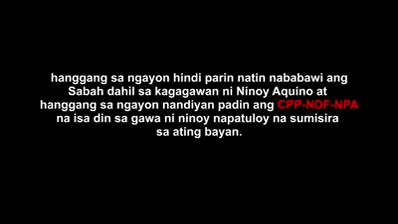 hanggang sa ngayon hindi parin natin nababawi ang
Sabah dahil sa kagagawan ni Ninoy Aquino at
hanggang sa ngayon nandiyan padin ang CPP-NDF-NPA
na isa din sa gawa ni ninoy napatuloy na sumisira
sa ating bayan.